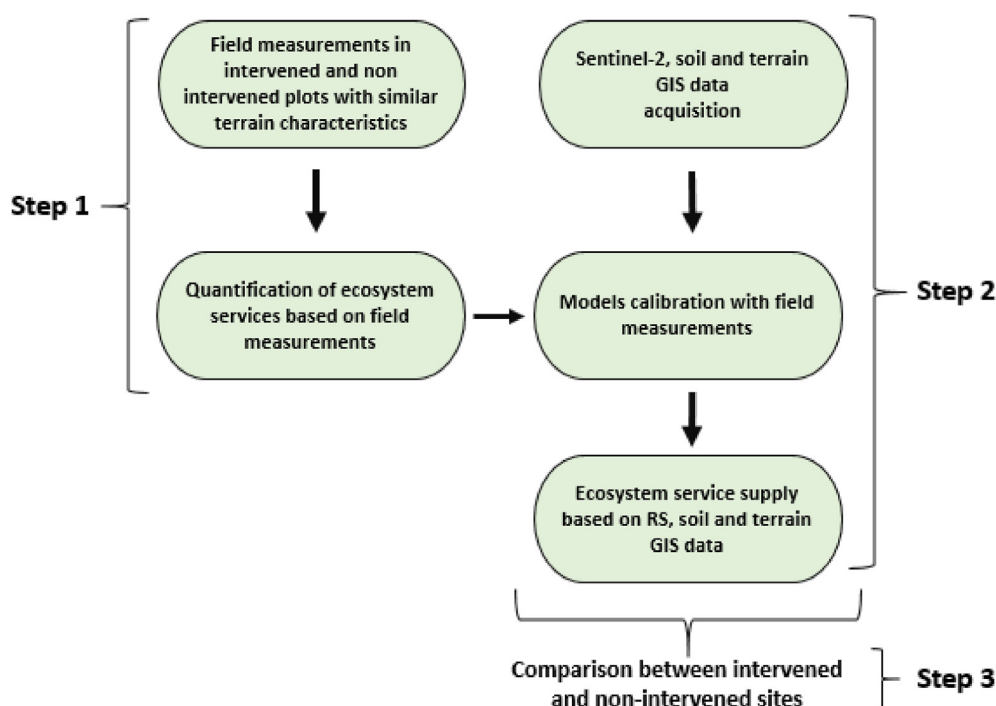 Step 1
Field measurements in
intervened and non
intervened plots with similar
terrain characteristics
Quantification of ecosystem
services based on field
measurements
Sentinel-2, soil and terrain
GIS data
acquisition
Models calibration with field
measurements
Ecosystem service supply
based on RS, soil and terrain
GIS data
Step 2
Comparison between intervened
and non-intervened sites
Step 3